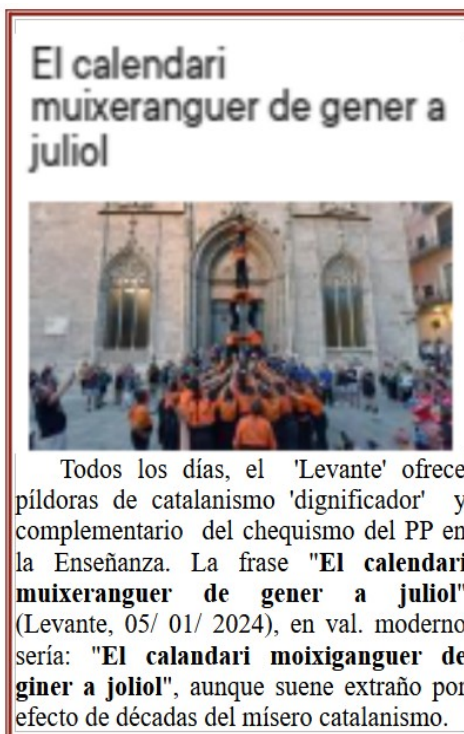 El calendari
muixeranguer de gener a
juliol
Todos los días, el 'Levante' ofrece
píldoras de catalanismo 'dignificador' y
complementario del chequismo del PP en
la Enseñanza. La frase "El calendari
muixeranguer de gener a juliol"
(Levante, 05/ 01/ 2024), en val. moderno
sería: "El calandari moixiganguer de
giner a joliol", aunque suene extraño por
efecto de décadas del mísero catalanismo.